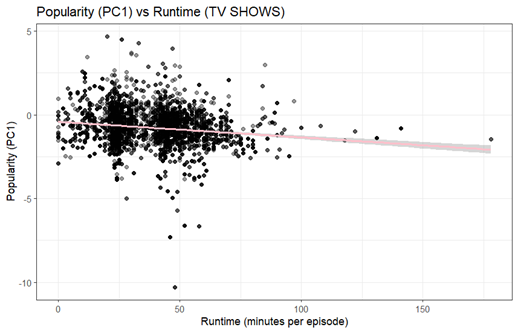 Popularity (PC1) vs Runtime (TV SHOWS)
5
0
-5
-10
Popularity (PC1)
0
50
100
150
Runtime (minutes per episode)